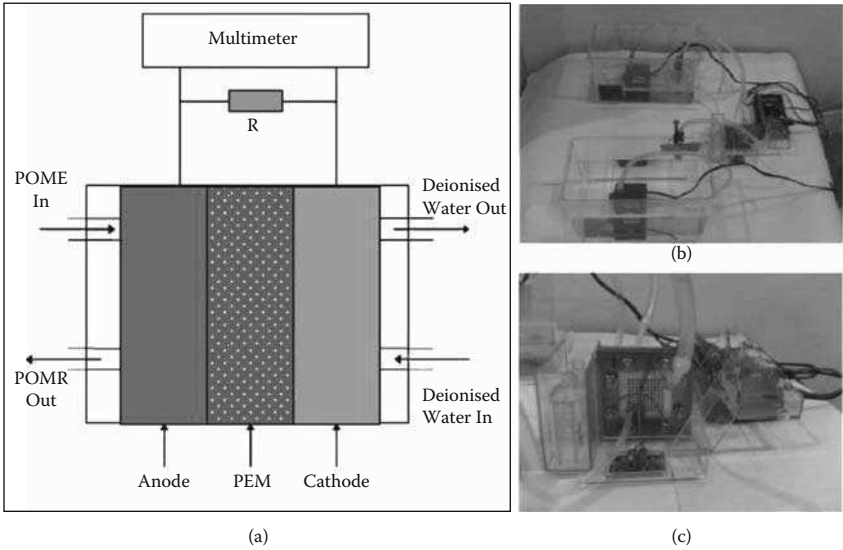 Multimeter
R
POME
In
Deionised
Water Out
POMR
Out
Deionised
Water In
Anode
PEM
Cathode
(a)
(b)
(c)